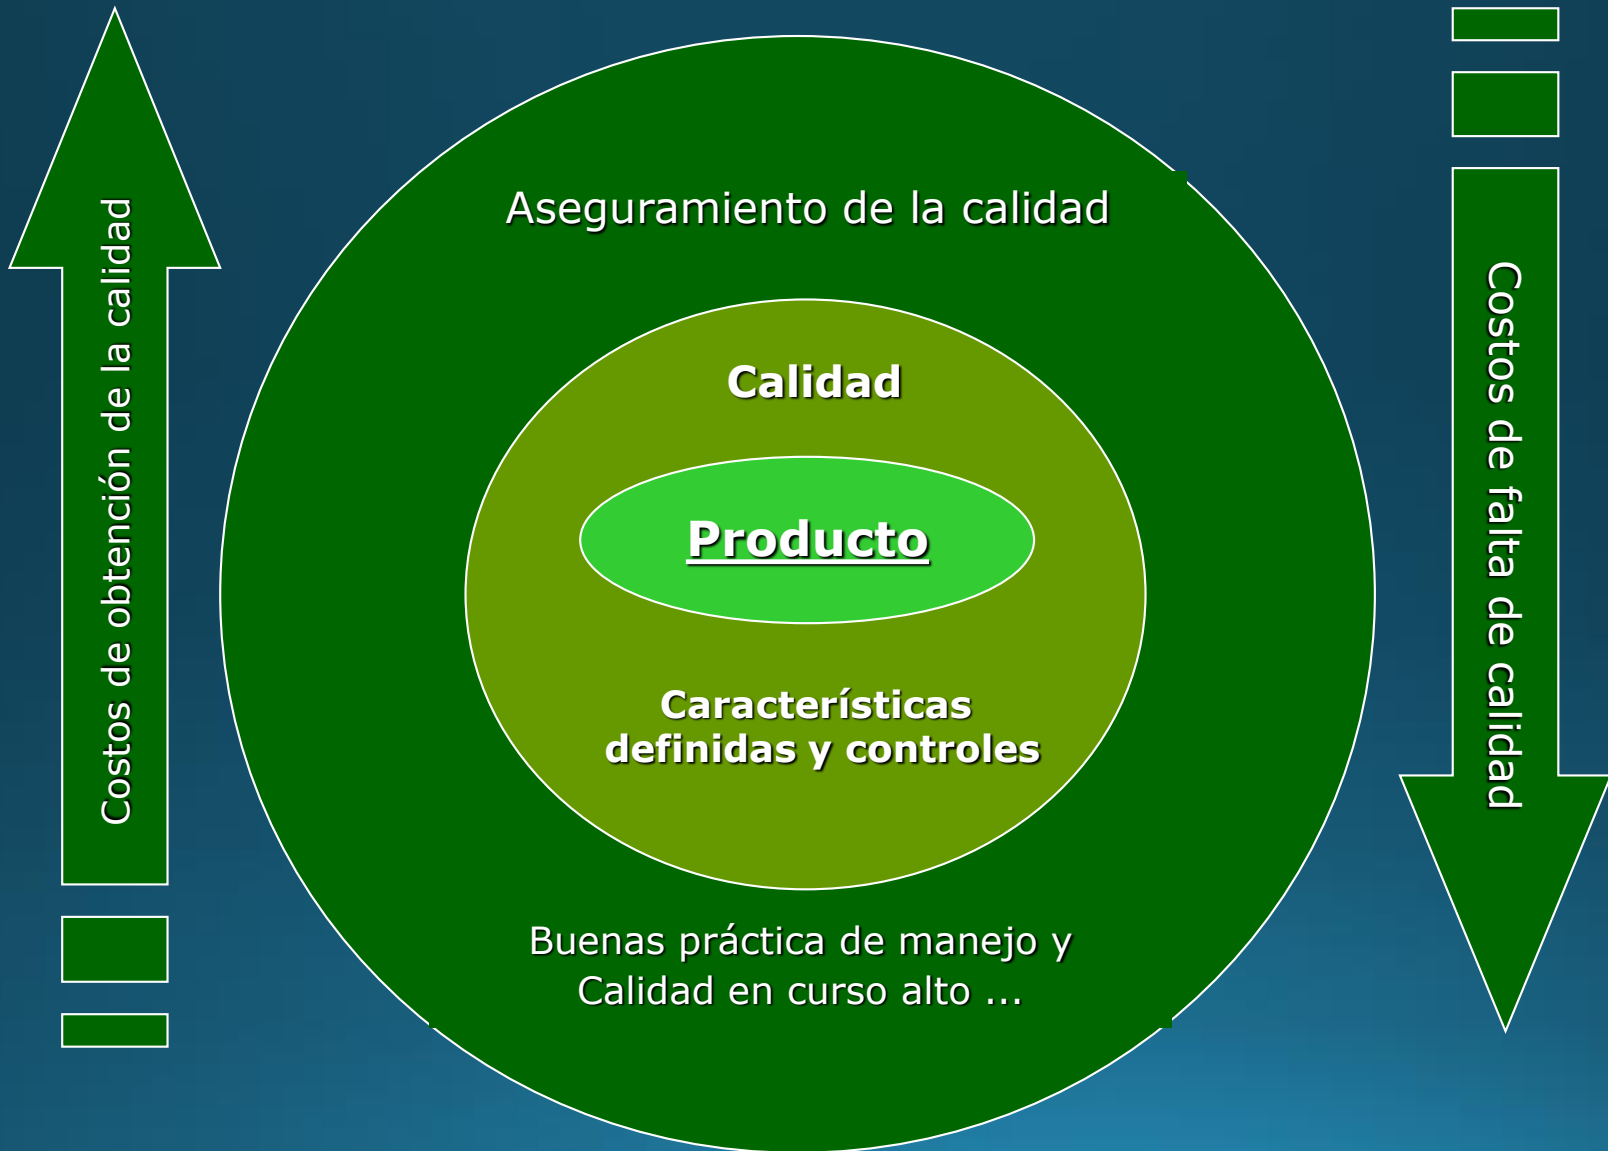 Costos de obtención de la calidad
Aseguramiento de la calidad
Calidad
Producto
Características
definidas y controles
Buenas práctica de manejo y
Calidad en curso alto ...
Costos de falta de calidad